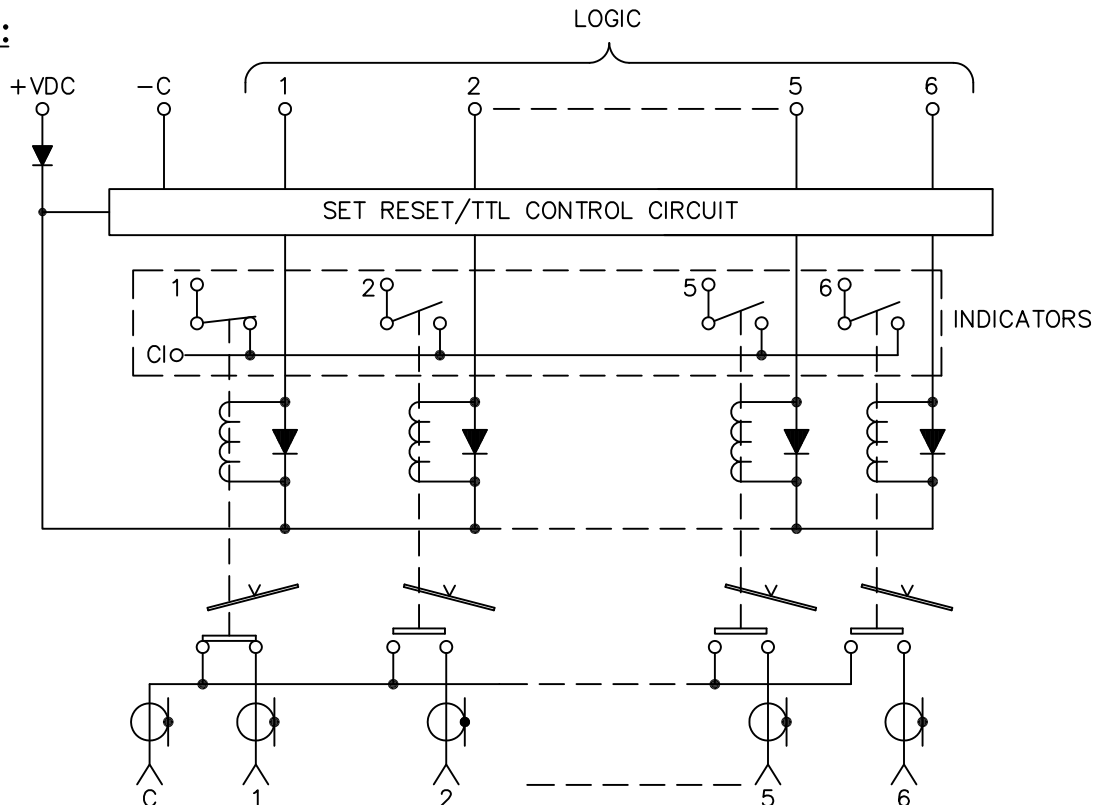 :
LOGIC
+VDC -C 1 2 5 6
SET RESET/TTL CONTROL CIRCUIT
1 2 5 6
INDICATORS
CI
C 1 2 5 6